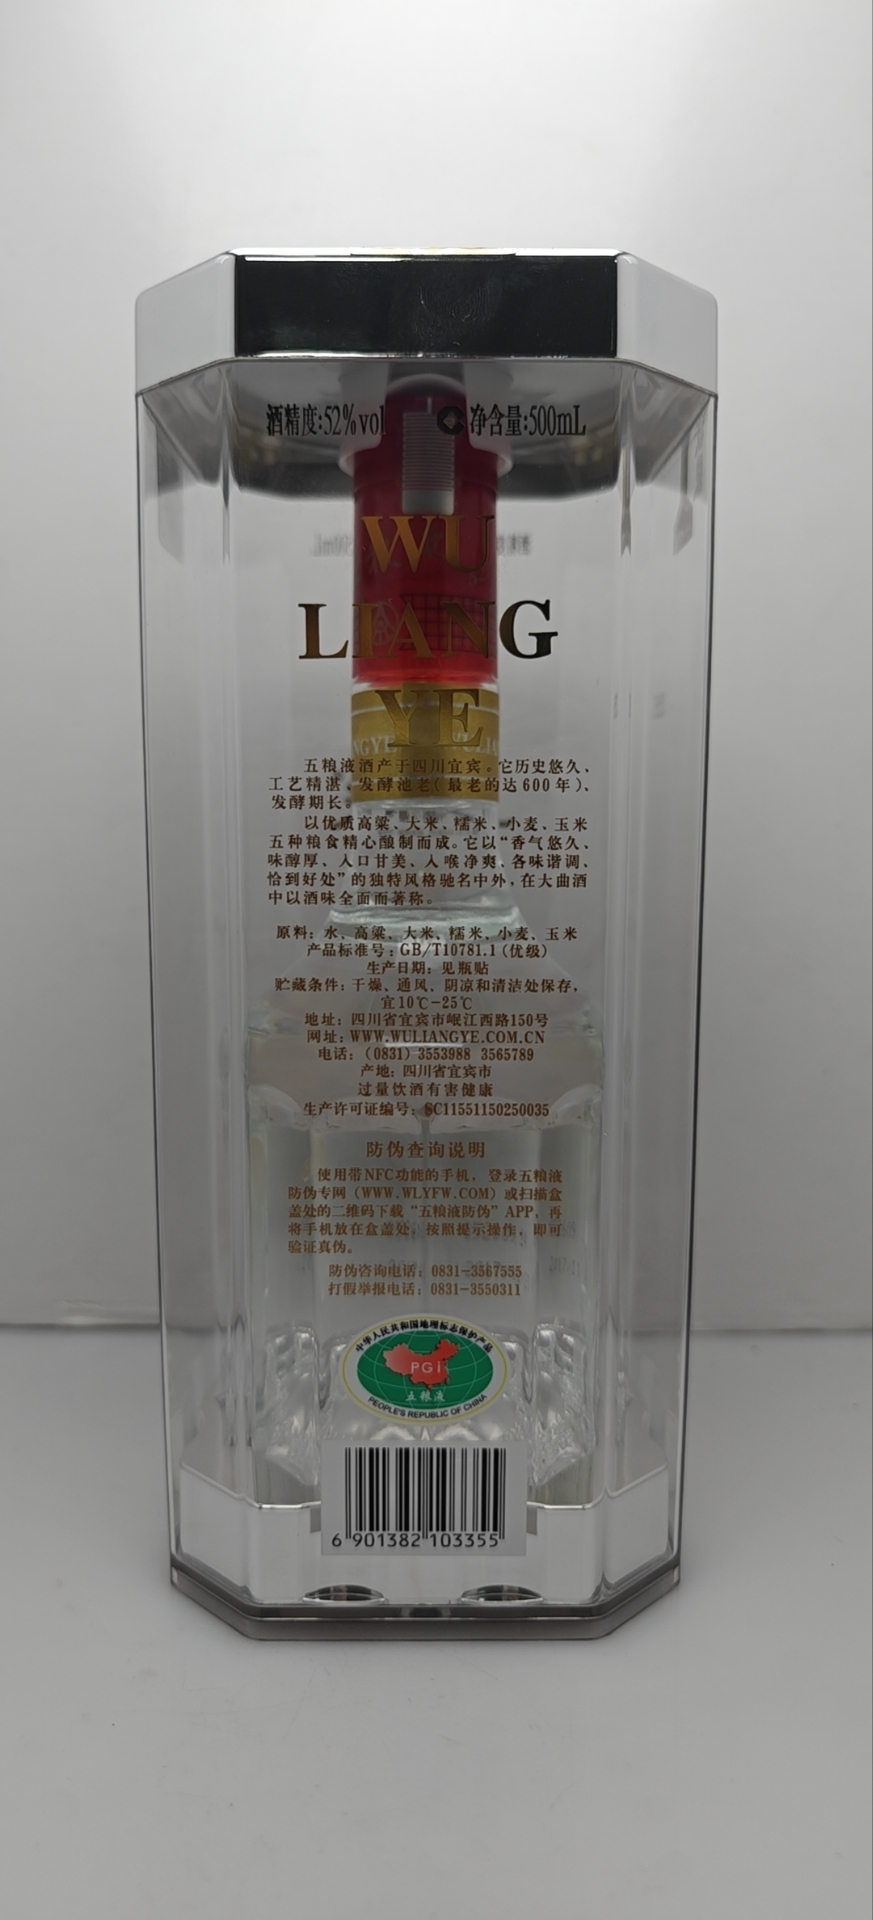 酒精度:52%vol 净含量:500mL
WU
LIANG
YE
五粮液酒产于四川宜宾。它历史悠久、
工艺精湛、发酵池老(最老的达600年)、
发酵期长。
以优质高粱、大米、糯米、小麦、玉米
五种粮食精心酿制而成。它以“香气悠久、
味醇厚、入口甘美、入喉净爽、各味谐调、
恰到好处”的独特风格驰名中外,在大曲酒
中以酒味全面而著称。
原料：水、高粱、大米、糯米、小麦、玉米
产品标准号：GB/T10781.1(优级)
生产日期：见瓶贴
贮藏条件：干燥、通风、阴凉和清洁处保存，
宜10℃-25℃
地址：四川省宜宾市岷江西路150号
网址：WWW.WULIANGYE.COM.CN
电话：(0831) 3553988 3565789
产地：四川省宜宾市
过量饮酒有害健康
生产许可证编号：SC11551150250035
防伪查询说明
使用带NFC功能的手机，登录五粮液
防伪专网（WWW.WLYFW.COM）或扫描盒
盖处的二维码下载“五粮液防伪”APP，再
将手机放在盒盖处，按照提示操作，即可
验证真伪。
防伪咨询电话：0831-3567555
打假举报电话：0831-3550311
中华人民共和国地理标志保护产品
PGi
五粮液
PEOPLE'S REPUBLIC OF CHINA
6 901382 103355